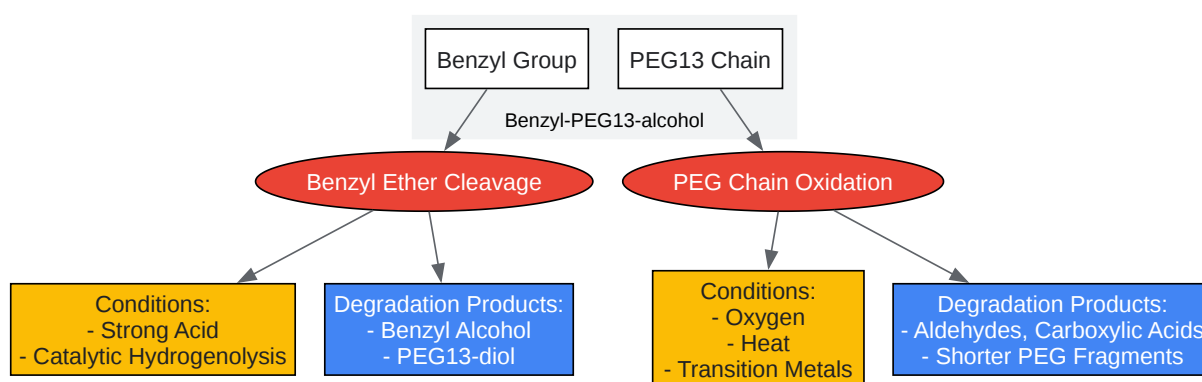 Benzyl Group
PEG13 Chain
Benzyl-PEG13-alcohol
Benzyl Ether Cleavage
PEG Chain Oxidation
Conditions:
- Strong Acid
- Catalytic Hydrogenolysis
Degradation Products:
- Benzyl Alcohol
- PEG13-diol
Conditions:
- Oxygen
- Heat
- Transition Metals
Degradation Products:
- Aldehydes, Carboxylic Acids
- Shorter PEG Fragments